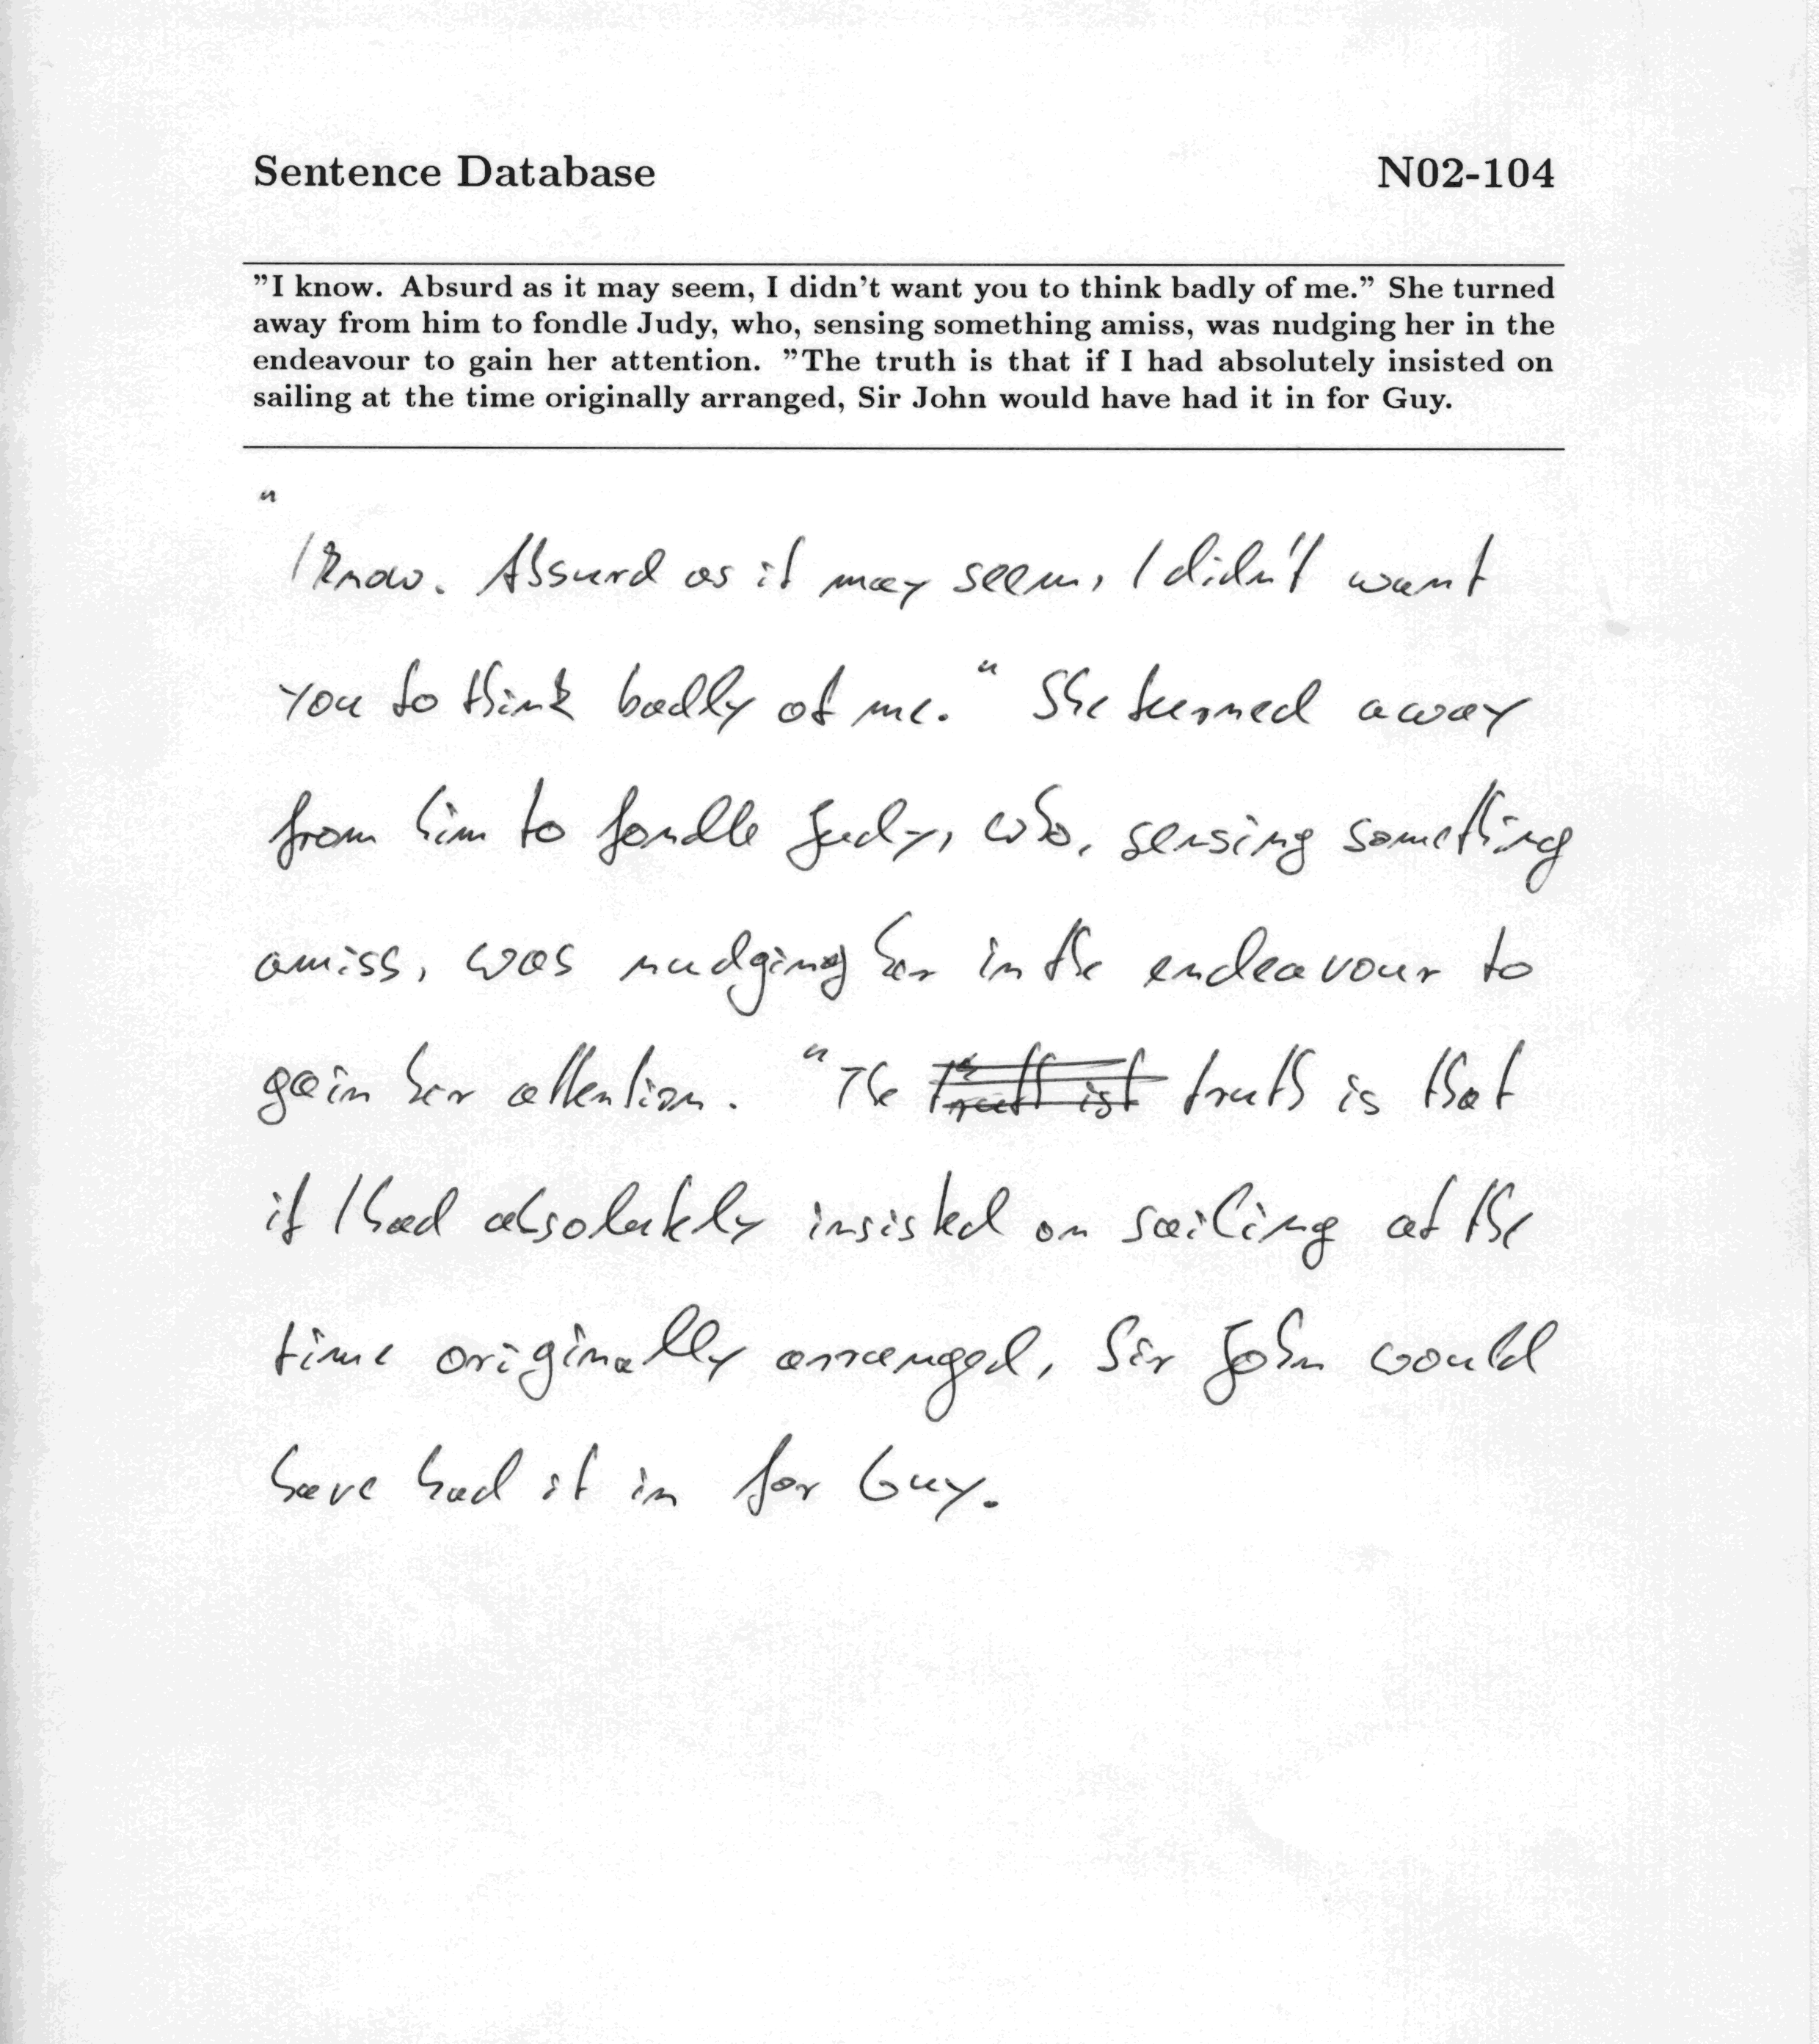 Sentence Database N02-104
”I know. Absurd as it may seem, I didn’t want you to think badly of me.” She turned
away from him to fondle Judy, who, sensing something amiss, was nudging her in the
endeavour to gain her attention. ”The truth is that if I had absolutely insisted on
sailing at the time originally arranged, Sir John would have had it in for Guy.
"
I know. Absurd as it may seem, I didn't want
you to think badly of me." She turned away
from him to fondle Judy, who, sensing something
amiss, was nudging her in the endeavour to
gain her attention. "The truth is that
if I had absolutely insisted on sailing at the
time originally arranged, Sir John would
have had it in for Guy.